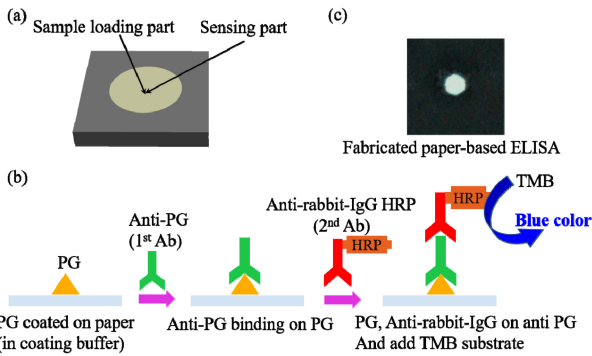 (a)
Sample loading part
Sensing part
(c)
Fabricated paper-based ELISA
(b)
PG
PG coated on paper
(in coating buffer)
Anti-PG
(1st Ab)
Anti-PG binding on PG
Anti-rabbit-IgG HRP
(2nd Ab)
HRP
HRP
TMB
Blue color
PG, Anti-rabbit-IgG on anti PG
And add TMB substrate